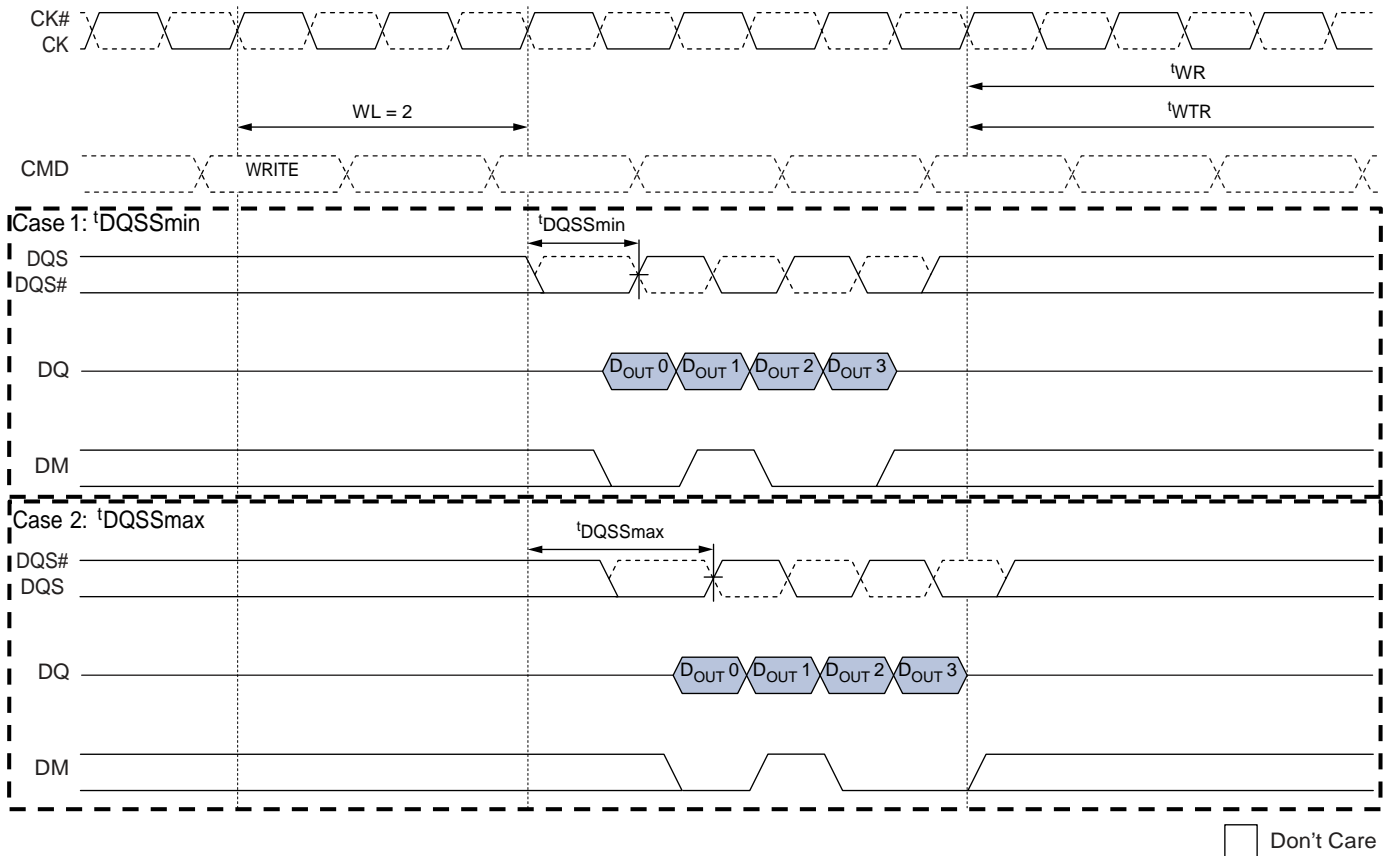 CK#
CK
tWR
WL = 2
tWTR
CMD
WRITE
Case 1: tDQSSmin
tDQSSmin
DQS
DQS#
DQ
DOUT 0 DOUT 1 DOUT 2 DOUT 3
DM
Case 2: tDQSSmax
tDQSSmax
DQS#
DQS
DQ
DOUT 0 DOUT 1 DOUT 2 DOUT 3
DM
Don't Care